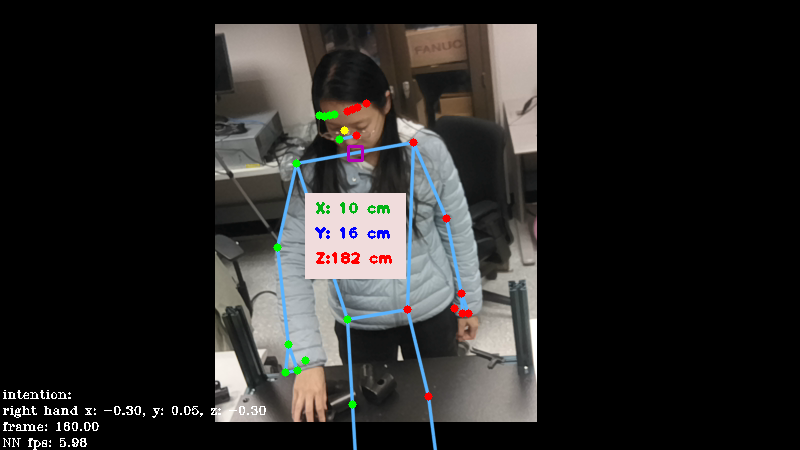 FANUC
X: 10 cm
Y: 16 cm
Z:182 cm
intention:
right hand x: -0.30, y: 0.05, z: -0.30
frame: 160.00
NN fps: 5.98